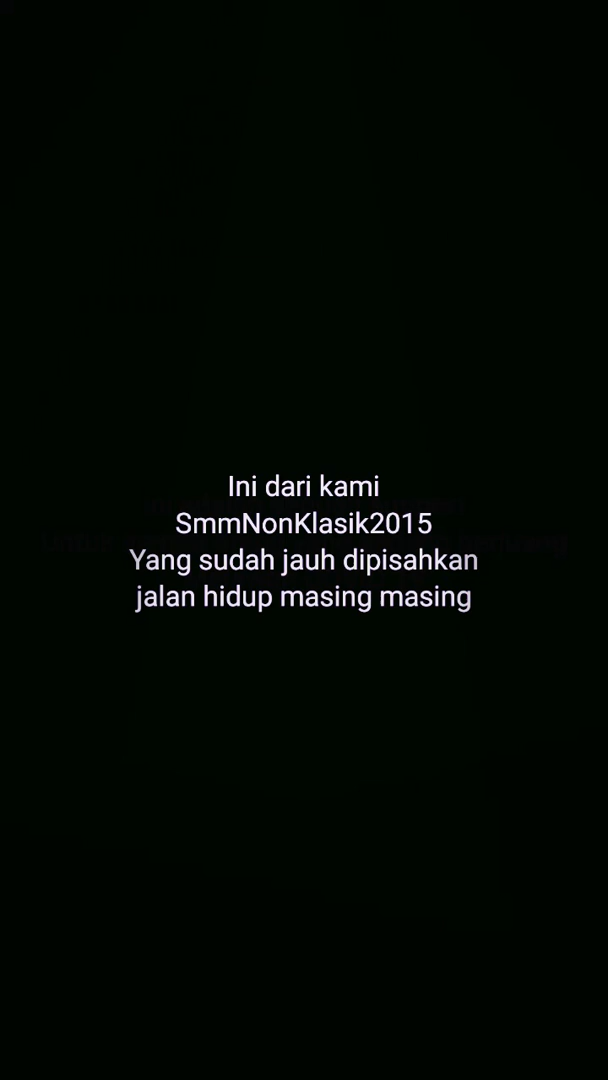 Ini dari kami
SmmNonKlasik2015
Yang sudah jauh dipisahkan
jalan hidup masing masing